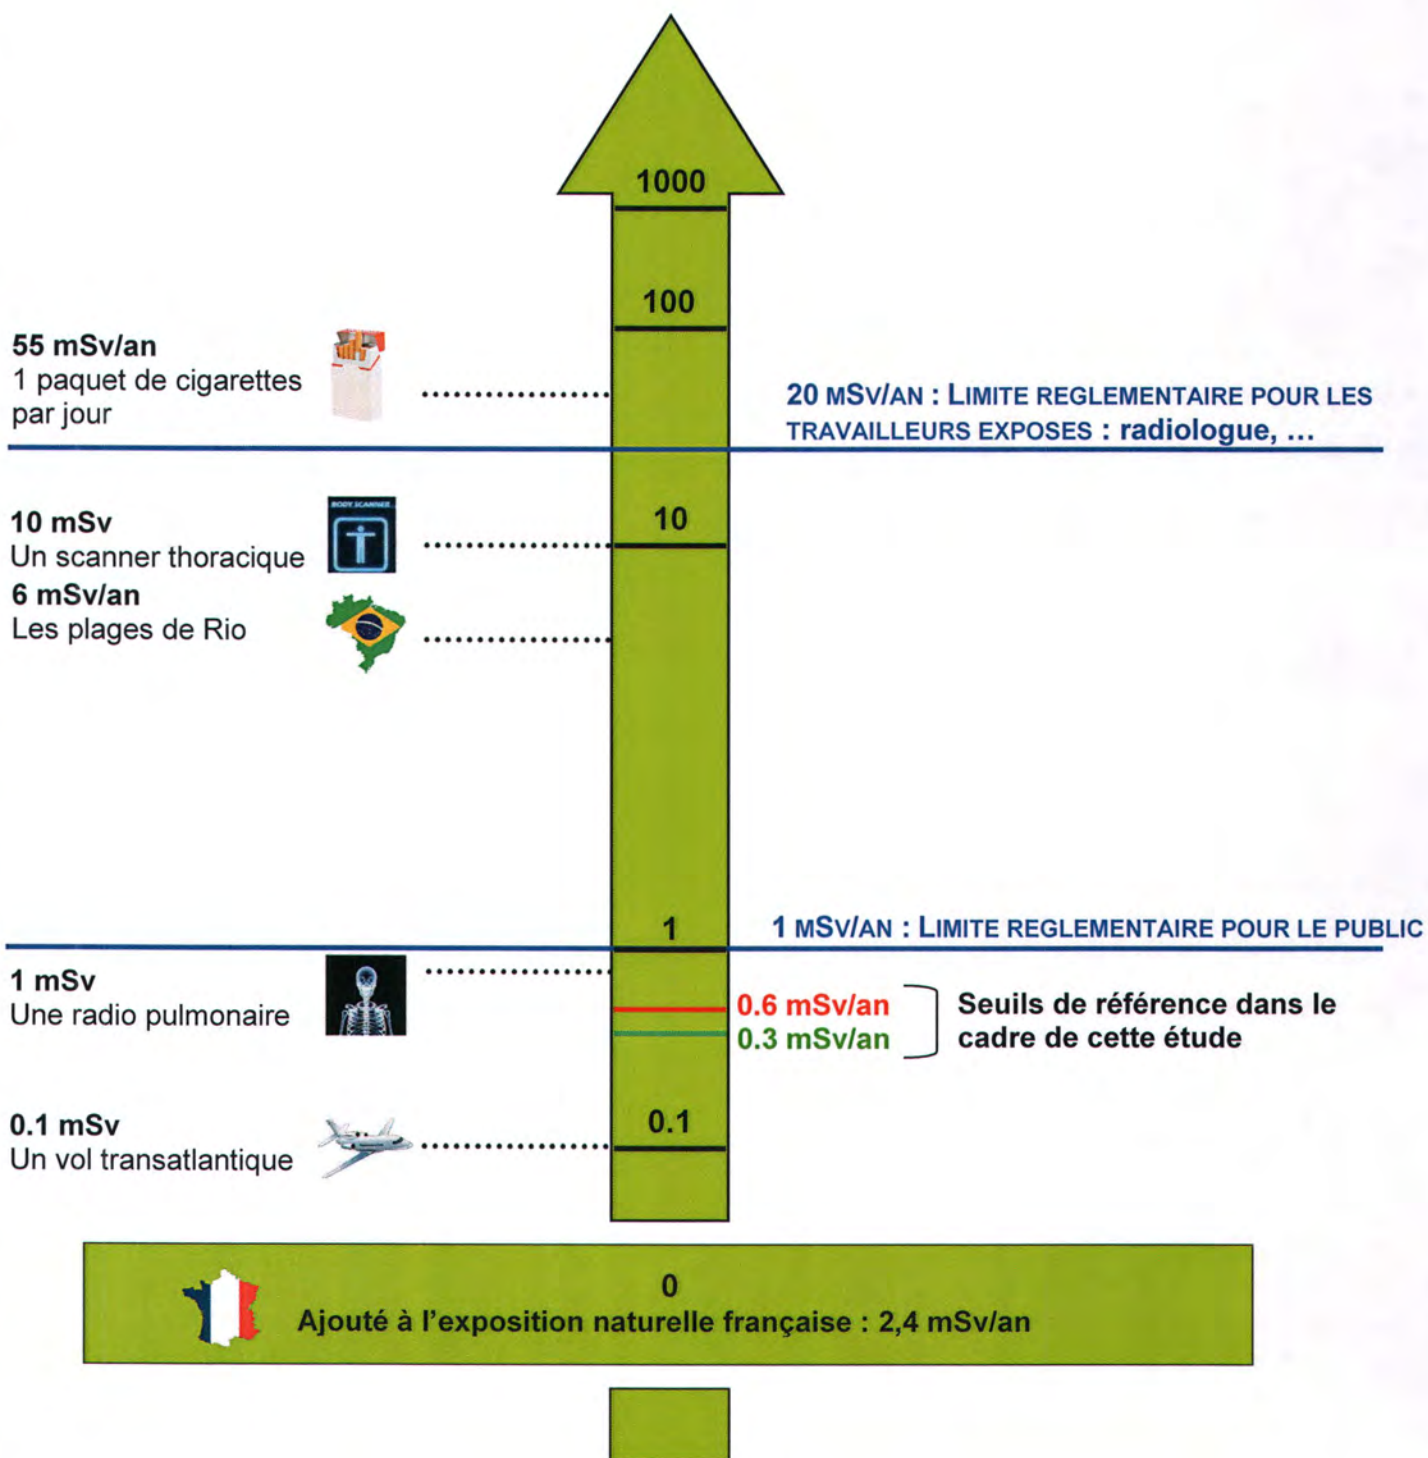 1000
100
55 mSv/an
1 paquet de cigarettes
par jour
20 MSV/AN : LIMITE REGLEMENTAIRE POUR LES
TRAVAILLEURS EXPOSES : radiologue, ...
BODY SCANNER
10 mSv
Un scanner thoracique
10
6 mSv/an
Les plages de Rio
1
1 MSV/AN : LIMITE REGLEMENTAIRE POUR LE PUBLIC
1 mSv
Une radio pulmonaire
0.6 mSv/an
0.3 mSv/an
Seuils de référence dans le
cadre de cette étude
0.1 mSv
Un vol transatlantique
0.1
0
Ajouté à l'exposition naturelle française : 2,4 mSv/an